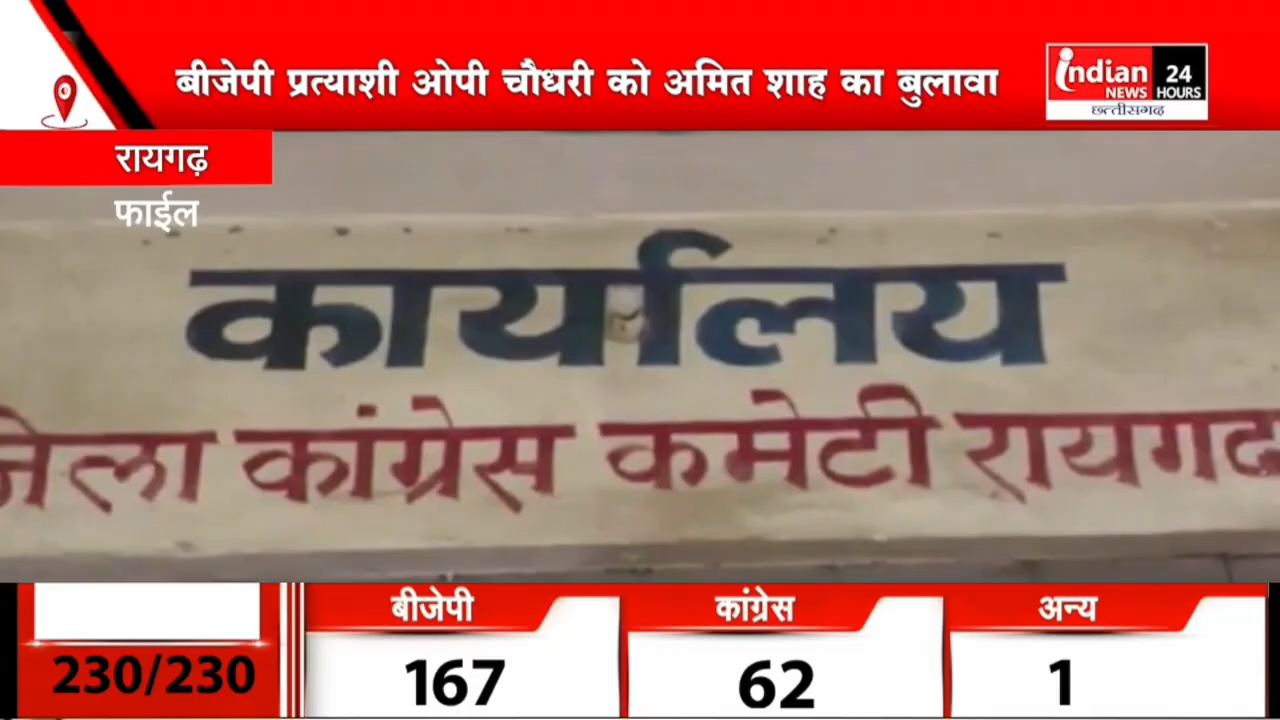 बीजेपी प्रत्याशी ओपी चौधरी को अमित शाह का बुलावा
indian NEWS 24 HOURS
छत्तीसगढ़
रायगढ़
फाईल
कार्यालय
जिला कांग्रेस कमेटी रायगढ़
बीजेपी कांग्रेस अन्य
230/230 167 62 1